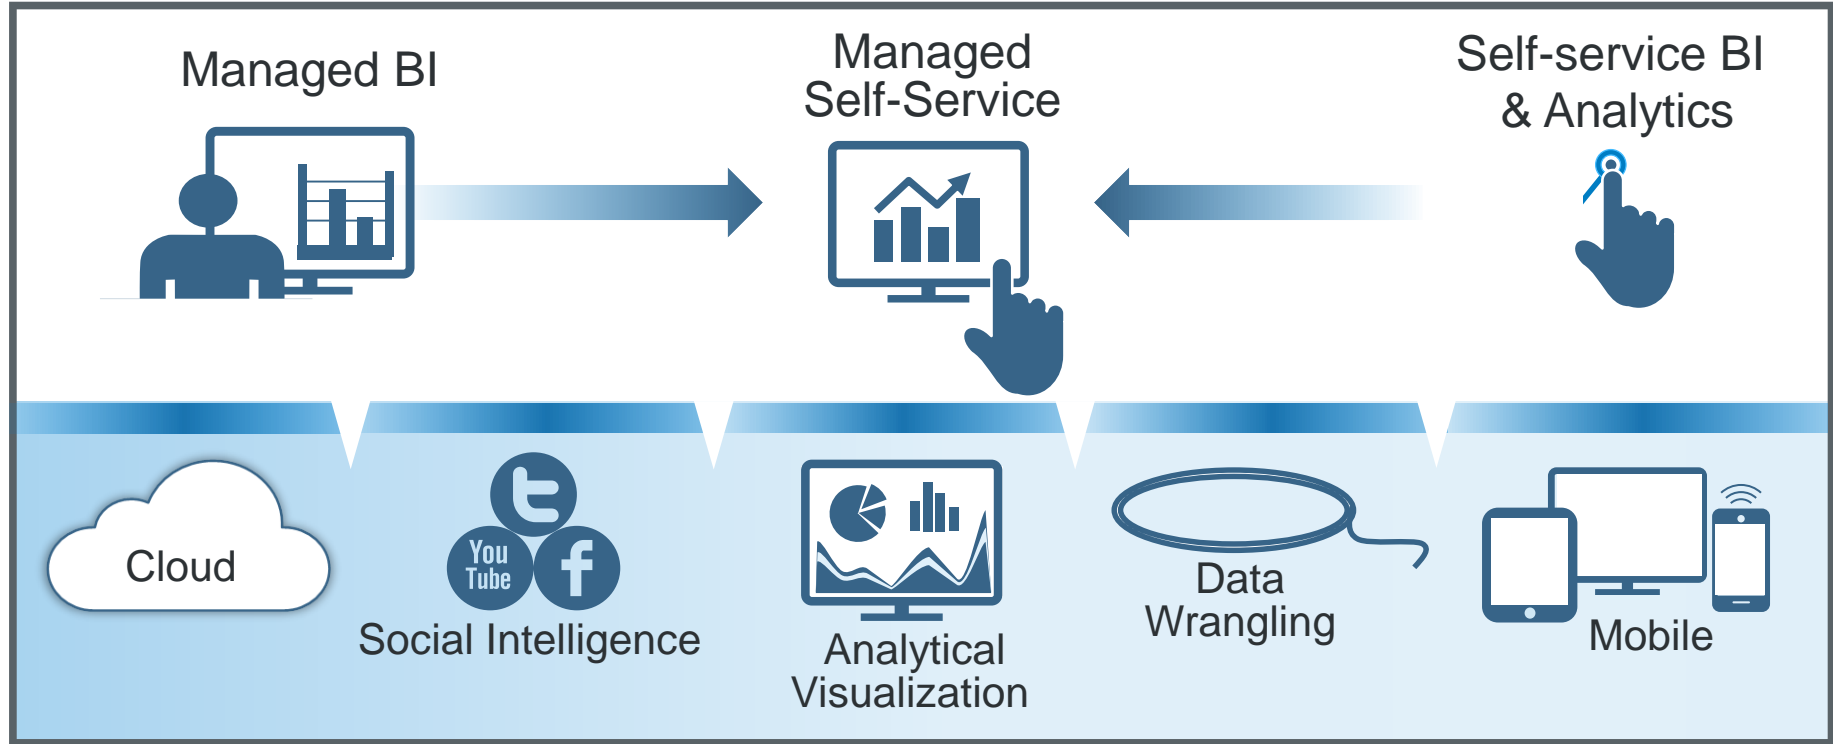 Managed BI
Managed
Self-Service
Self-service BI
& Analytics
Cloud
You
Tube
Social Intelligence
Analytical
Visualization
Data
Wrangling
Mobile